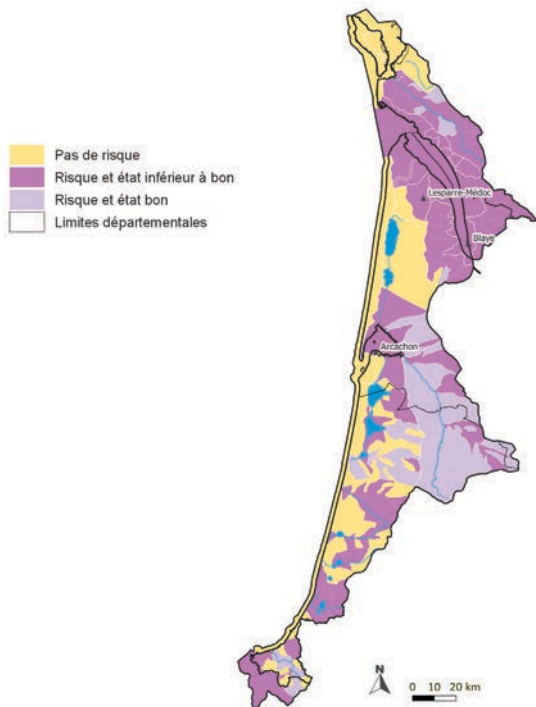 Pas de risque
Risque et état inférieur à bon
Risque et état bon
Limites départementales
Lesparre-Médoc
Blaye
Arcachon
N
0 10 20 km